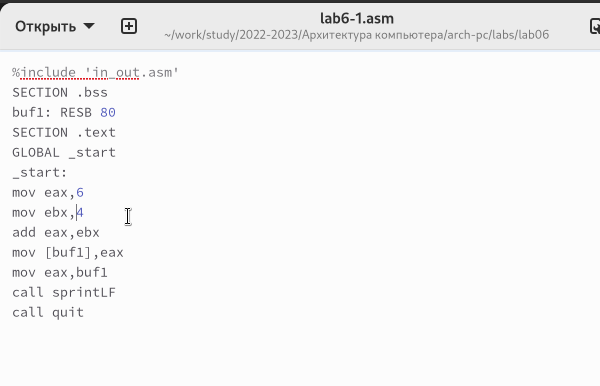 Открыть
lab6-1.asm
~/work/study/2022-2023/Архитектура компьютера/arch-pc/labs/lab06
%include 'in_out.asm'
SECTION .bss
buf1: RESB 80
SECTION .text
GLOBAL _start
_start:
mov eax,6
mov ebx,4
add eax,ebx
mov [buf1],eax
mov eax,buf1
call sprintLF
call quit